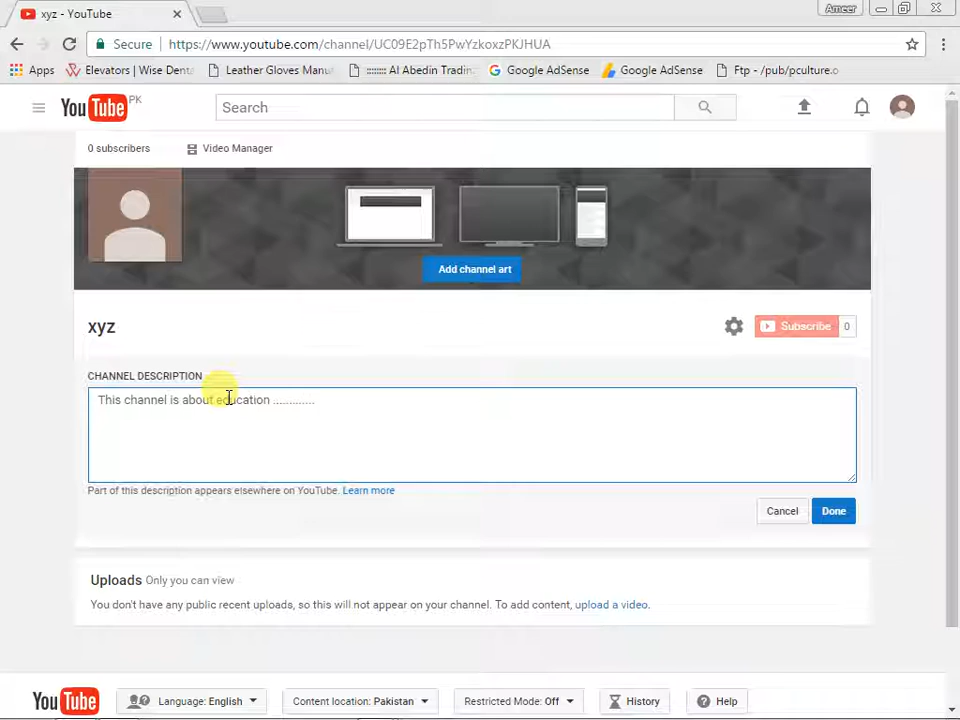 xyz - YouTube
Ameer
Secure https://www.youtube.com/channel/UC09E2pTh5PwYzkoxzPKJHUA
Apps Elevators | Wise Denta Leather Gloves Manu :::::: Al Abedin Tradin Google AdSense Google AdSense Ftp - /pub/pculture.o
YouTube PK Search
0 subscribers Video Manager
Add channel art
xyz Subscribe 0
CHANNEL DESCRIPTION
This channel is about education .............
Part of this description appears elsewhere on YouTube. Learn more
Cancel Done
Uploads Only you can view
You don't have any public recent uploads, so this will not appear on your channel. To add content, upload a video.
YouTube Language: English Content location: Pakistan Restricted Mode: Off History Help